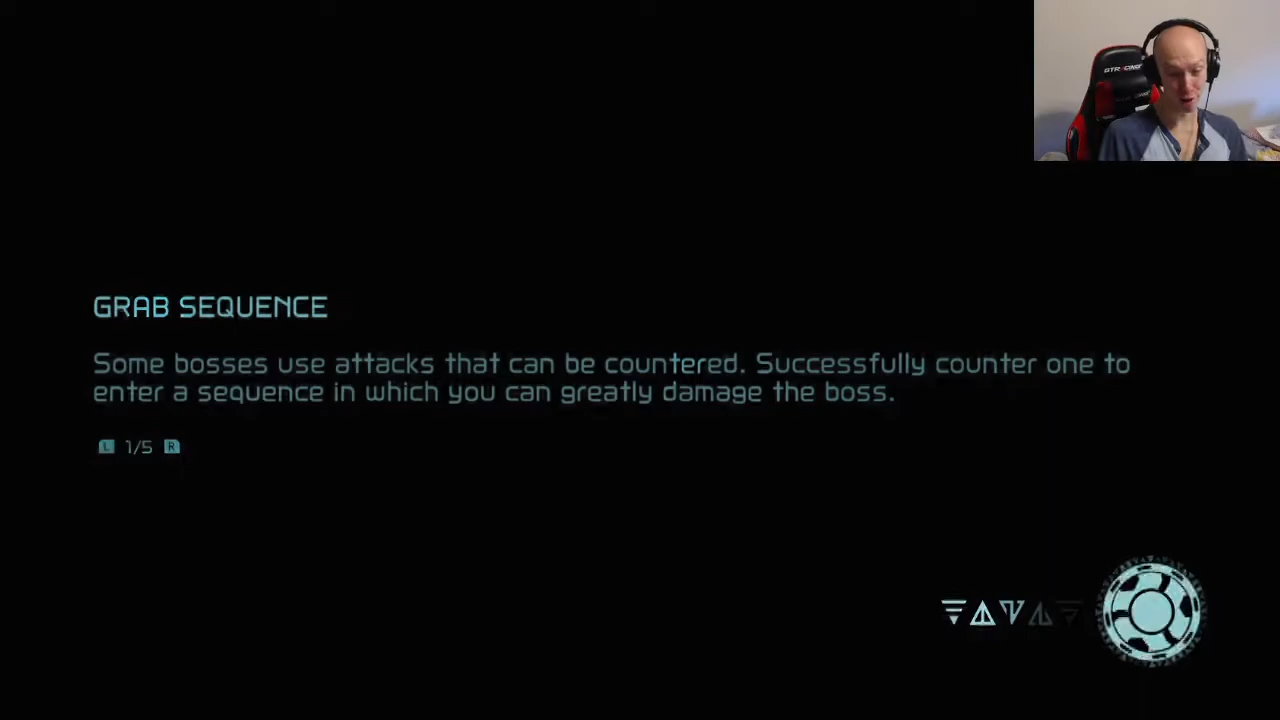 GTRACING
GRAB SEQUENCE
Some bosses use attacks that can be countered. Successfully counter one to
enter a sequence in which you can greatly damage the boss.
L 1/5 R